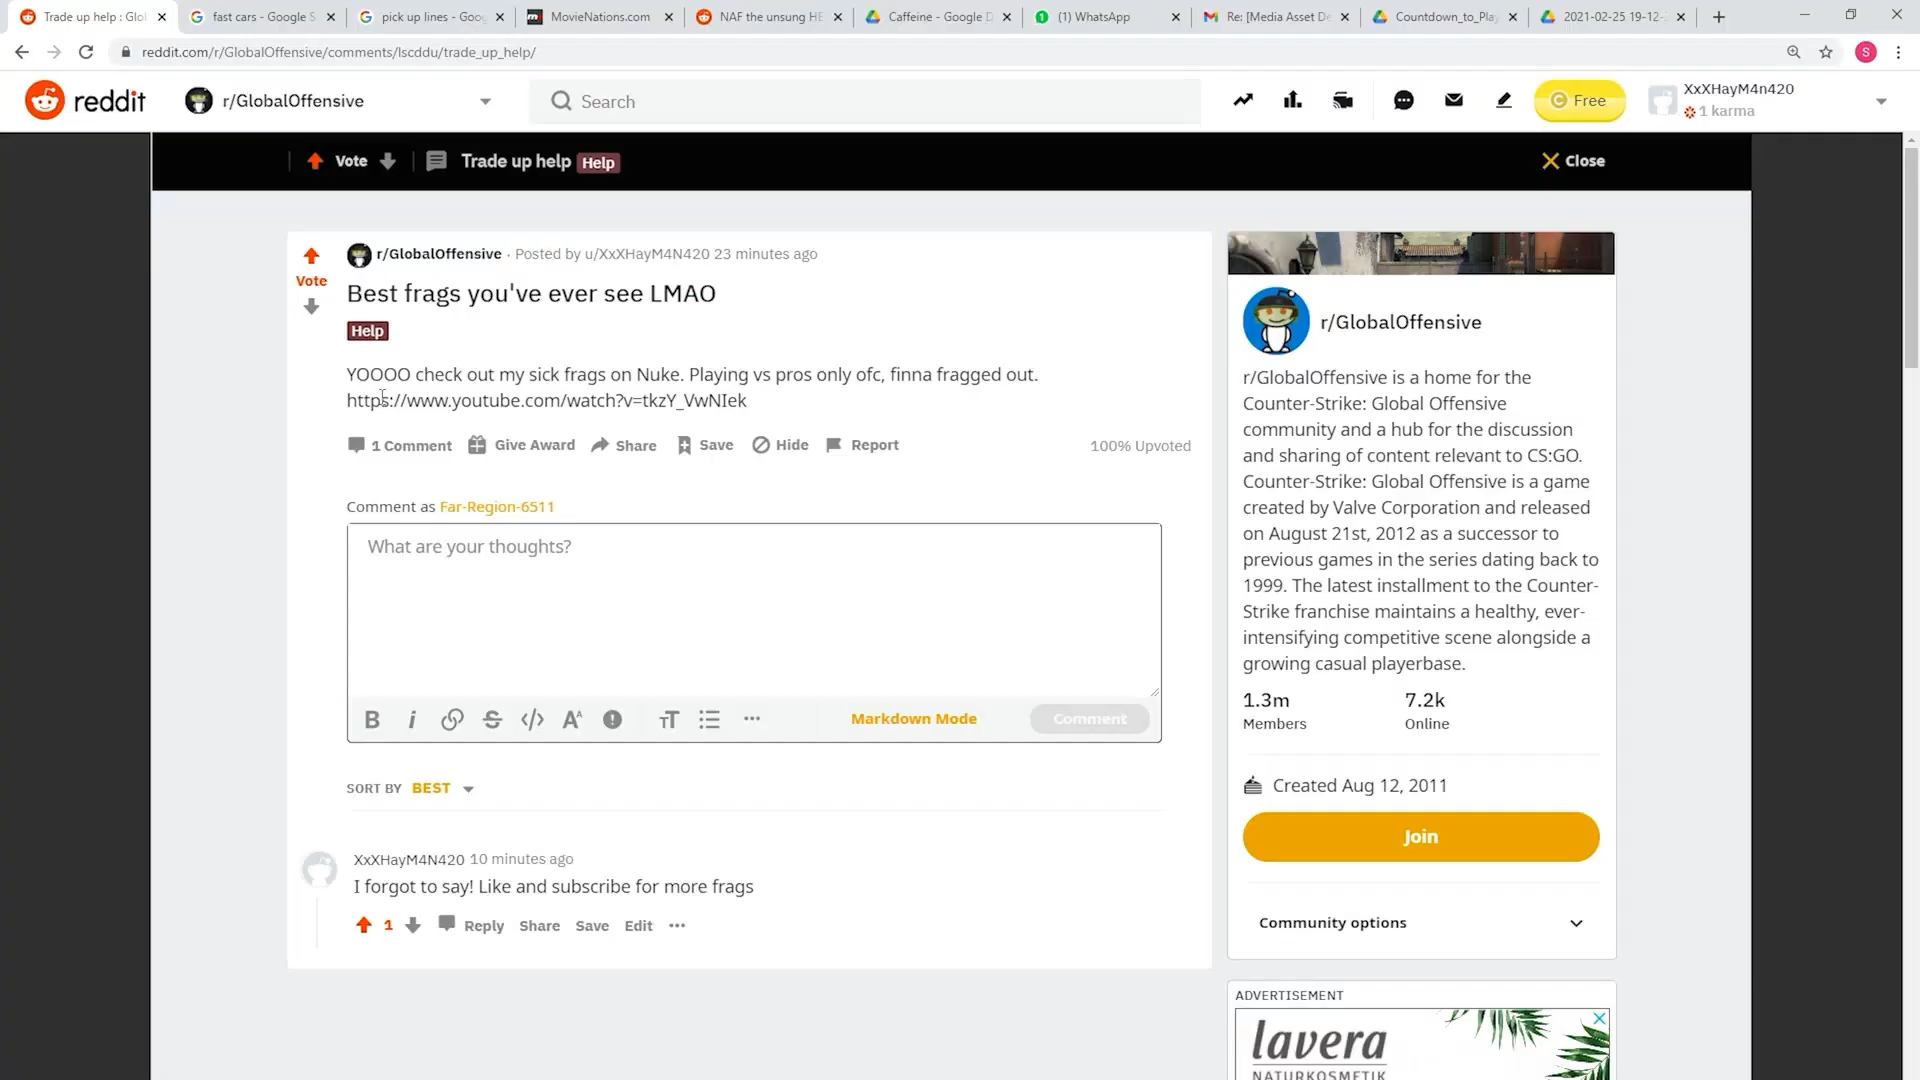 Trade up help : Glo
fast cars - Google S
pick up lines - Goog
MovieNations.com
NAF the unsung HE
Caffeine - Google D
(1) WhatsApp
Re: [Media Asset De
Countdown_to_Play
2021-02-25 19-12-
reddit.com/r/GlobalOffensive/comments/lscddu/trade_up_help/
S
reddit
r/GlobalOffensive
Search
Free
XxXHayM4n420
1 karma
Vote
Trade up help Help
Close
r/GlobalOffensive · Posted by u/XxXHayM4N420 23 minutes ago
Vote
Best frags you've ever see LMAO
Help
YOOOO check out my sick frags on Nuke. Playing vs pros only ofc, finna fragged out.
https://www.youtube.com/watch?v=tkzY_VwNIek
1 Comment Give Award Share Save Hide Report 100% Upvoted
Comment as Far-Region-6511
What are your thoughts?
Markdown Mode
Comment
SORT BY BEST
XxXHayM4N420 10 minutes ago
I forgot to say! Like and subscribe for more frags
1 Reply Share Save Edit
r/GlobalOffensive
r/GlobalOffensive is a home for the
Counter-Strike: Global Offensive
community and a hub for the discussion
and sharing of content relevant to CS:GO.
Counter-Strike: Global Offensive is a game
created by Valve Corporation and released
on August 21st, 2012 as a successor to
previous games in the series dating back to
1999. The latest installment to the Counter-
Strike franchise maintains a healthy, ever-
intensifying competitive scene alongside a
growing casual playerbase.
1.3m 7.2k
Members Online
Created Aug 12, 2011
Join
Community options
ADVERTISEMENT
lavera
NATURKOSMETIK